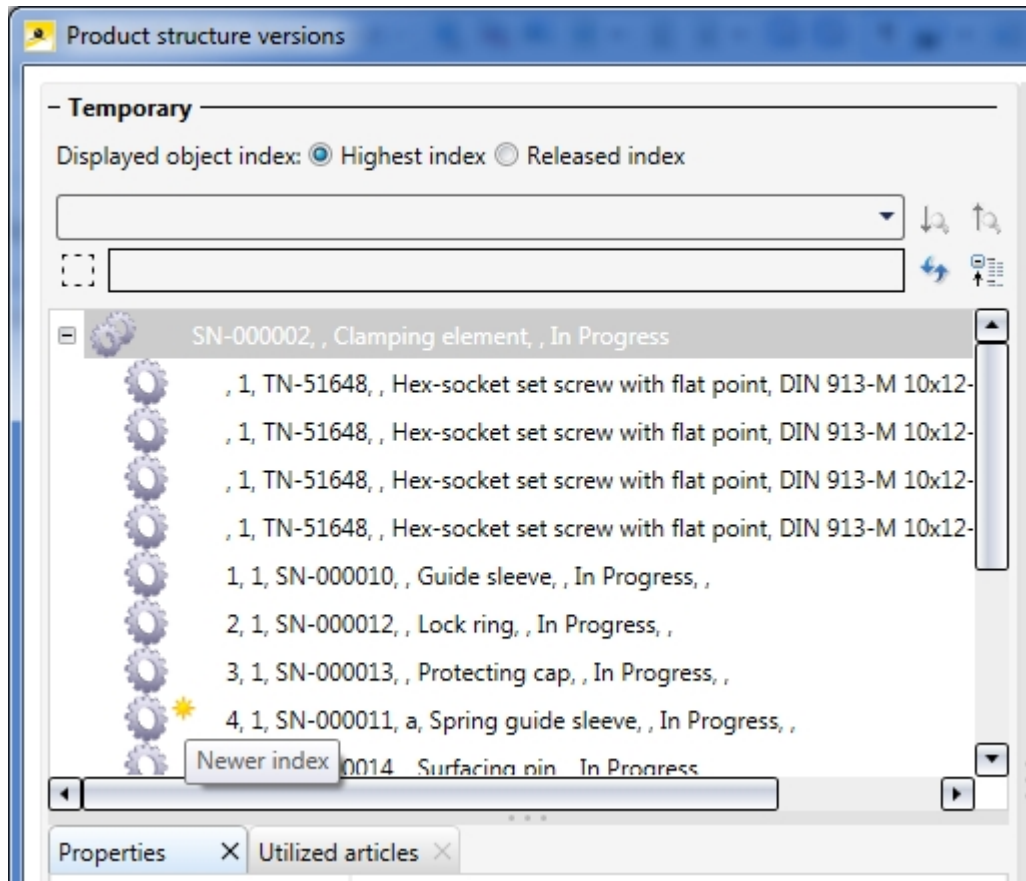 Product structure versions
Temporary
Displayed object index: Highest index Released index
SN-000002, , Clamping element, , In Progress
, 1, TN-51648, , Hex-socket set screw with flat point, DIN 913-M 10x12-
, 1, TN-51648, , Hex-socket set screw with flat point, DIN 913-M 10x12-
, 1, TN-51648, , Hex-socket set screw with flat point, DIN 913-M 10x12-
, 1, TN-51648, , Hex-socket set screw with flat point, DIN 913-M 10x12-
1, 1, SN-000010, , Guide sleeve, , In Progress, ,
2, 1, SN-000012, , Lock ring, , In Progress, ,
3, 1, SN-000013, , Protecting cap, , In Progress, ,
4, 1, SN-000011, a, Spring guide sleeve, , In Progress, ,
Newer index
0014 Surfacing pin In Progress
Properties Utilized articles